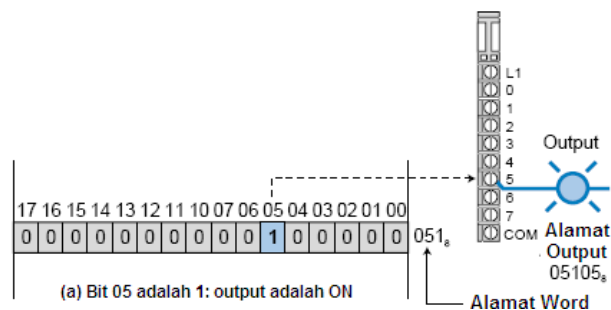 L1
0
1
2
3
4
5
6
7
COM
Output
Alamat
Output
05105₈
17 16 15 14 13 12 11 10 07 06 05 04 03 02 01 00
0 0 0 0 0 0 0 0 0 0 1 0 0 0 0 0
051₈
(a) Bit 05 adalah 1: output adalah ON
Alamat Word